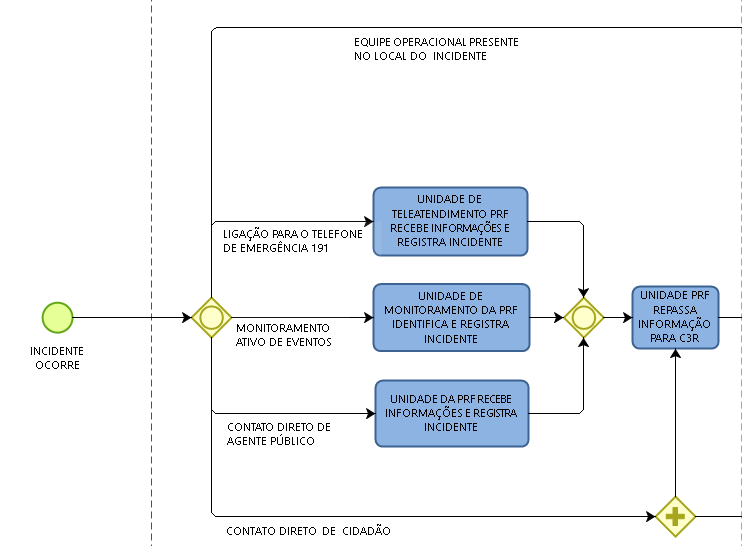 EQUIPE OPERACIONAL PRESENTE
NO LOCAL DO INCIDENTE
UNIDADE DE
TELEATENDIMENTO PRF
RECEBE INFORMAÇÕES E
REGISTRA INCIDENTE
LIGAÇÃO PARA O TELEFONE
DE EMERGÊNCIA 191
UNIDADE DE
MONITORAMENTO DA PRF
IDENTIFICA E REGISTRA
INCIDENTE
UNIDADE PRF
REPASSA
INFORMAÇÃO
PARA C3R
MONITORAMENTO
ATIVO DE EVENTOS
INCIDENTE
OCORRE
UNIDADE DA PRF RECEBE
INFORMAÇÕES E REGISTRA
INCIDENTE
CONTATO DIRETO DE
AGENTE PÚBLICO
CONTATO DIRETO DE CIDADÃO